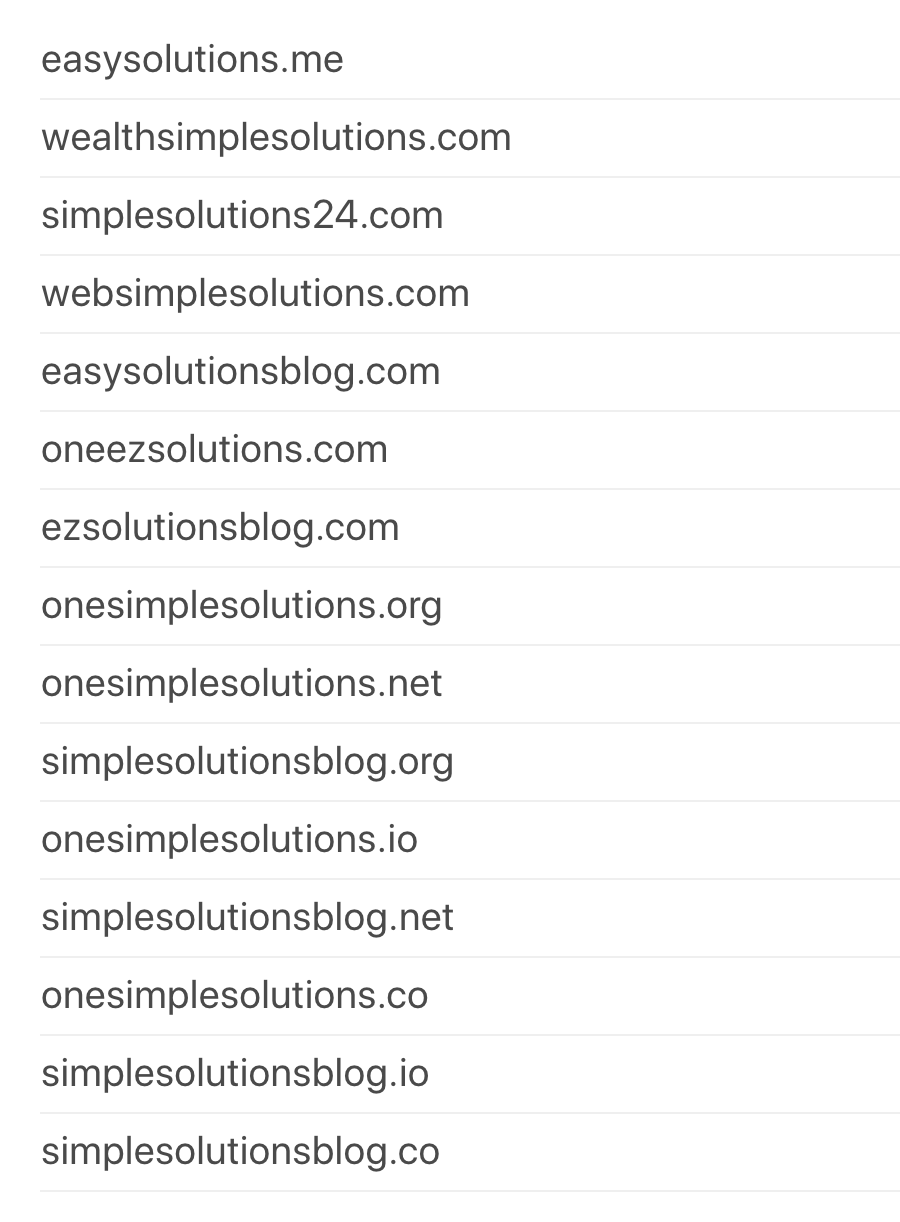 easysolutions.me
wealthsimplesolutions.com
simplesolutions24.com
websimplesolutions.com
easysolutionsblog.com
oneezsolutions.com
ezsolutionsblog.com
onesimplesolutions.org
onesimplesolutions.net
simplesolutionsblog.org
onesimplesolutions.io
simplesolutionsblog.net
onesimplesolutions.co
simplesolutionsblog.io
simplesolutionsblog.co